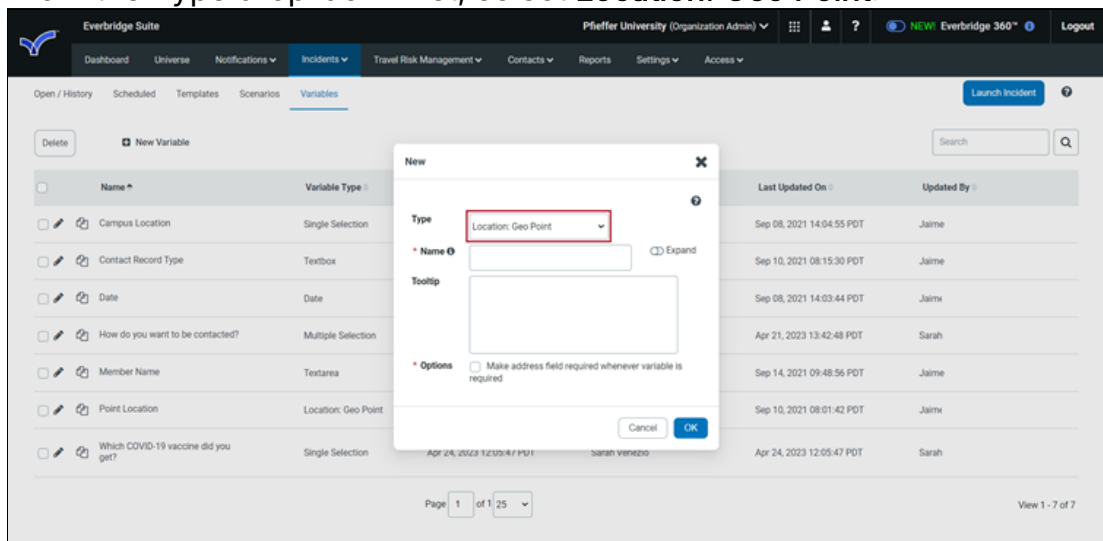 Everbridge Suite Pfieffer University (Organization Admin) ? NEW! Everbridge 360™ Logout
Dashboard Universe Notifications Incidents Travel Risk Management Contacts Reports Settings Access
Open / History Scheduled Templates Scenarios Variables Launch Incident ?
Delete New Variable Search
New
Name Variable Type Last Updated On Updated By
Type Location: Geo Point
Campus Location Single Selection Sep 08, 2021 14:04:55 PDT Jaime
* Name Expand
Contact Record Type Textbox Sep 10, 2021 08:15:30 PDT Jaime
Tooltip
Date Date Sep 08, 2021 14:03:44 PDT
How do you want to be contacted? Multiple Selection Apr 21, 2023 13:42:48 PDT Sarah
* Options Make address field required whenever variable is
required
Member Name Textarea Sep 14, 2021 09:48:56 PDT Jaime
Point Location Location: Geo Point Sep 10, 2021 08:01:42 PDT
Cancel OK
Which COVID-19 vaccine did you
get? Single Selection Apr 24, 2023 12:05:47 PDT Sarah Venezio Apr 24, 2023 12:05:47 PDT Sarah
Page 1 of 1 25 View 1 - 7 of 7